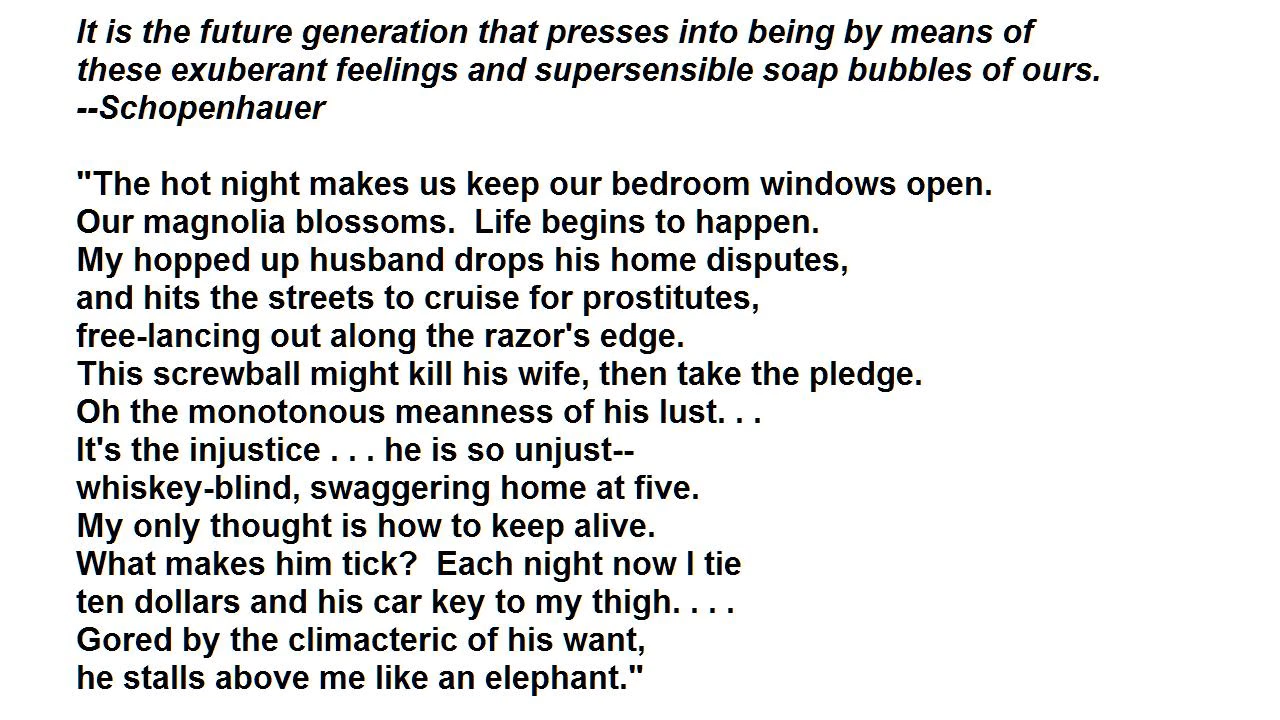 It is the future generation that presses into being by means of
these exuberant feelings and supersensible soap bubbles of ours.
--Schopenhauer
"The hot night makes us keep our bedroom windows open.
Our magnolia blossoms.  Life begins to happen.
My hopped up husband drops his home disputes,
and hits the streets to cruise for prostitutes,
free-lancing out along the razor's edge.
This screwball might kill his wife, then take the pledge.
Oh the monotonous meanness of his lust. . .
It's the injustice . . . he is so unjust--
whiskey-blind, swaggering home at five.
My only thought is how to keep alive.
What makes him tick?  Each night now I tie
ten dollars and his car key to my thigh. . . .
Gored by the climacteric of his want,
he stalls above me like an elephant."